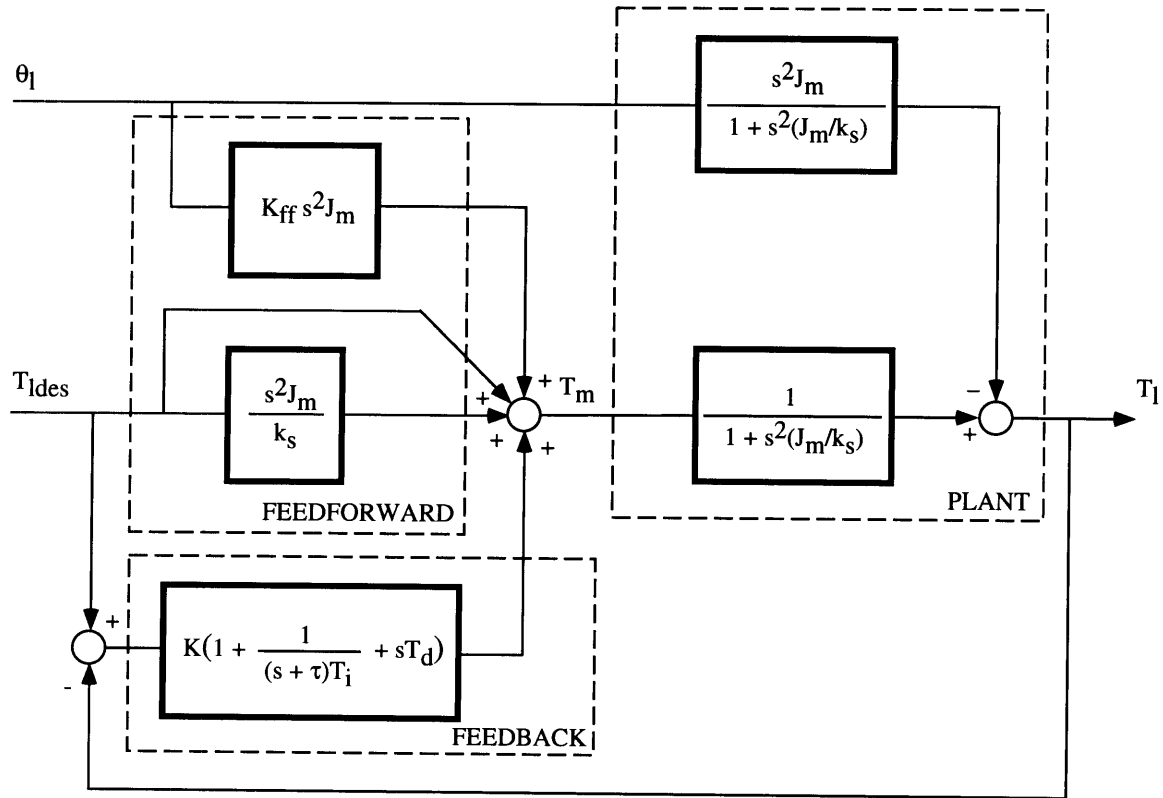 θl
s²Jm
1 + s²(Jm/ks)
Kff s²Jm
Tldes
s²Jm
ks
+
+
+
+
Tm
1
1 + s²(Jm/ks)
−
+
Tl
FEEDFORWARD
PLANT
+
-
K(1 + 1/((s + τ)Ti) + sTd)
FEEDBACK